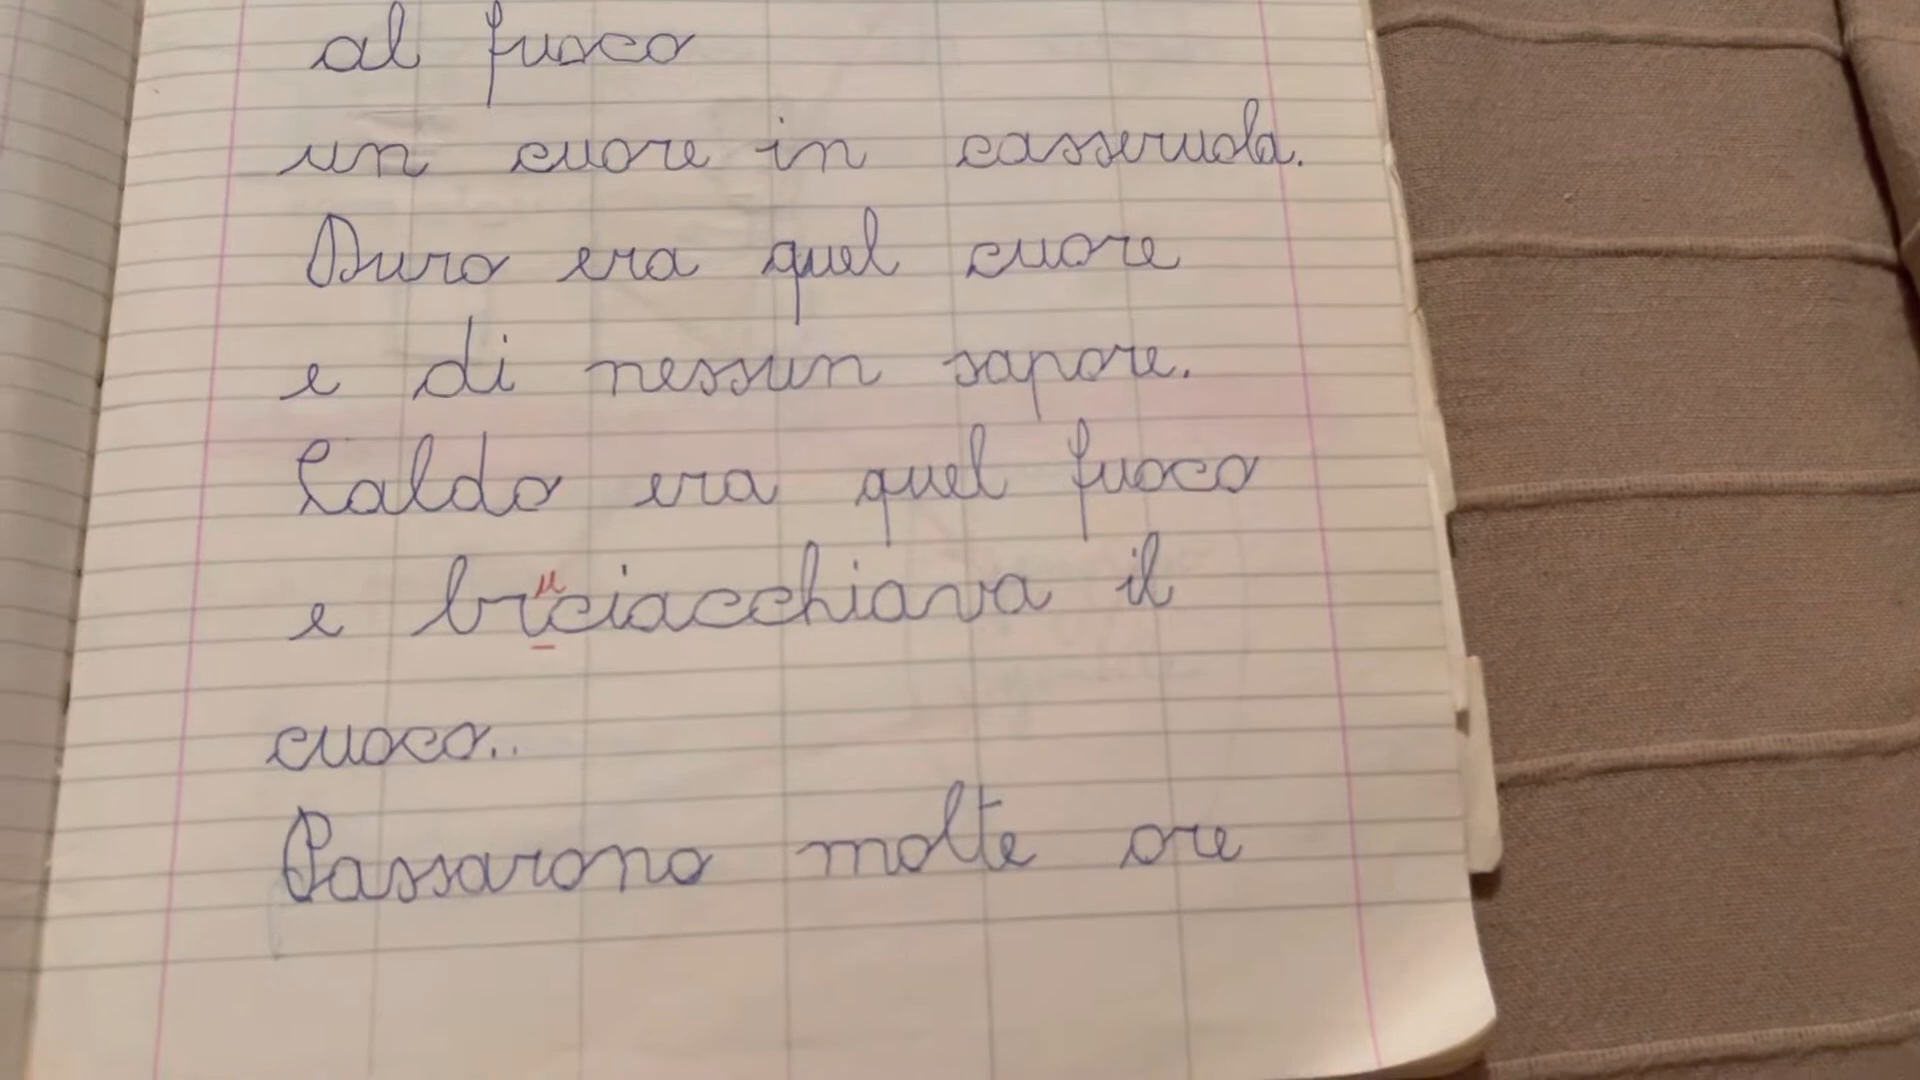 al fuoco
un cuore in casseruola.
Duro era quel cuore
e di nessun sapore.
Caldo era quel fuoco
u
e briciacchiava il
cuoco..
Passarono molte ore